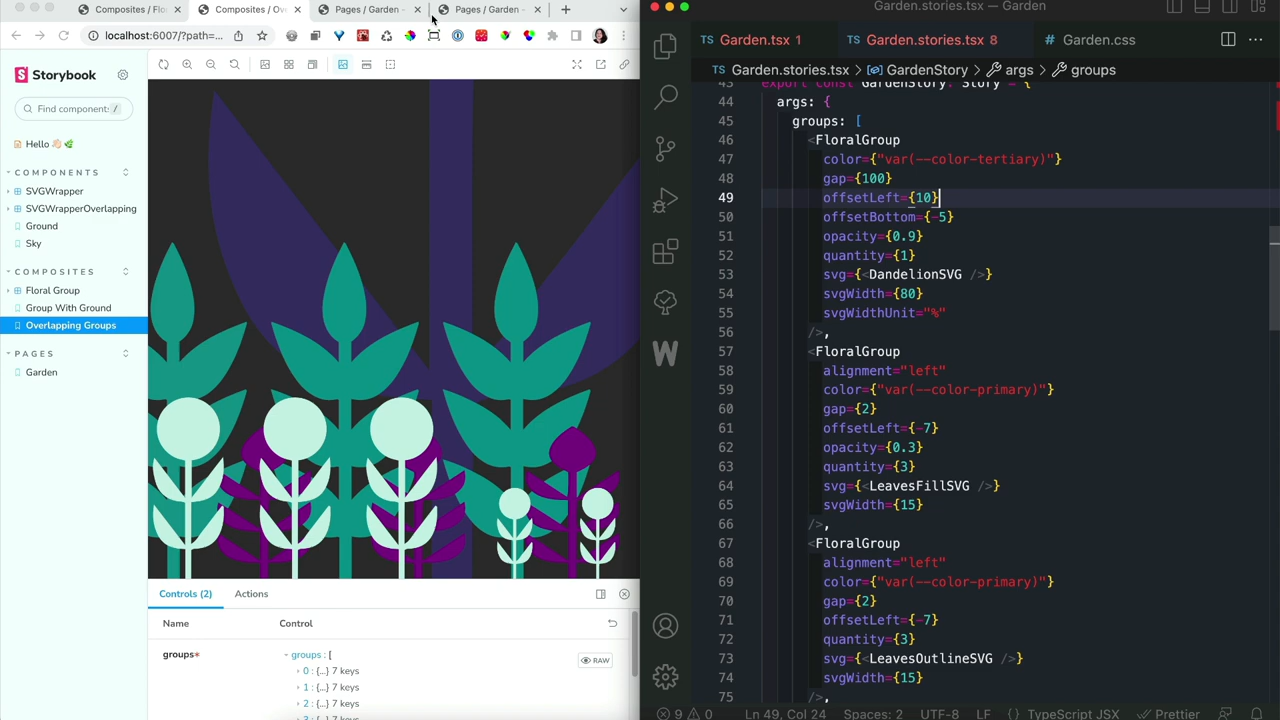 Composites / Flo
Composites / Ov
Pages / Garden
Pages / Garden
localhost:6007/?path=...
Storybook
Find component: /
Hello
COMPONENTS
SVGWrapper
SVGWrapperOverlapping
Ground
Sky
COMPOSITES
Floral Group
Group With Ground
Overlapping Groups
PAGES
Garden
Controls (2)
Actions
Name
Control
groups*
groups : [
RAW
0 : {...} 7 keys
1 : {...} 7 keys
2 : {...} 7 keys
Garden.stories.tsx — Garden
TS Garden.tsx 1
TS Garden.stories.tsx 8
# Garden.css
TS Garden.stories.tsx > GardenStory > args > groups
43 export const GardenStory: Story = {
44 args: {
45 groups: [
46 <FloralGroup
47 color={"var(--color-tertiary)"}
48 gap={100}
49 offsetLeft={10}
50 offsetBottom={-5}
51 opacity={0.9}
52 quantity={1}
53 svg={<DandelionSVG />}
54 svgWidth={80}
55 svgWidthUnit="%"
56 />,
57 <FloralGroup
58 alignment="left"
59 color={"var(--color-primary)"}
60 gap={2}
61 offsetLeft={-7}
62 opacity={0.3}
63 quantity={3}
64 svg={<LeavesFillSVG />}
65 svgWidth={15}
66 />,
67 <FloralGroup
68 alignment="left"
69 color={"var(--color-primary)"}
70 gap={2}
71 offsetLeft={-7}
72 quantity={3}
73 svg={<LeavesOutlineSVG />}
74 svgWidth={15}
75 />,
9 0 Ln 49, Col 24 Spaces: 2 UTF-8 LF {} TypeScript JSX Prettier